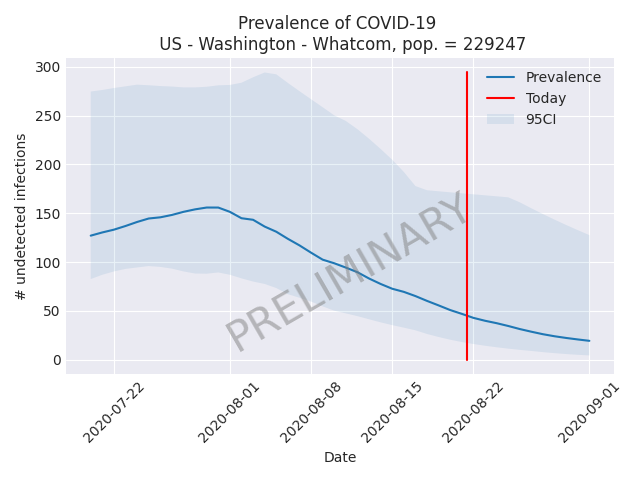 Prevalence of COVID-19
US - Washington - Whatcom, pop. = 229247
Prevalence
Today
95CI
300
250
200
150
100
50
0
# undetected infections
PRELIMINARY
2020-07-22
2020-08-01
2020-08-08
2020-08-15
2020-08-22
2020-09-01
Date